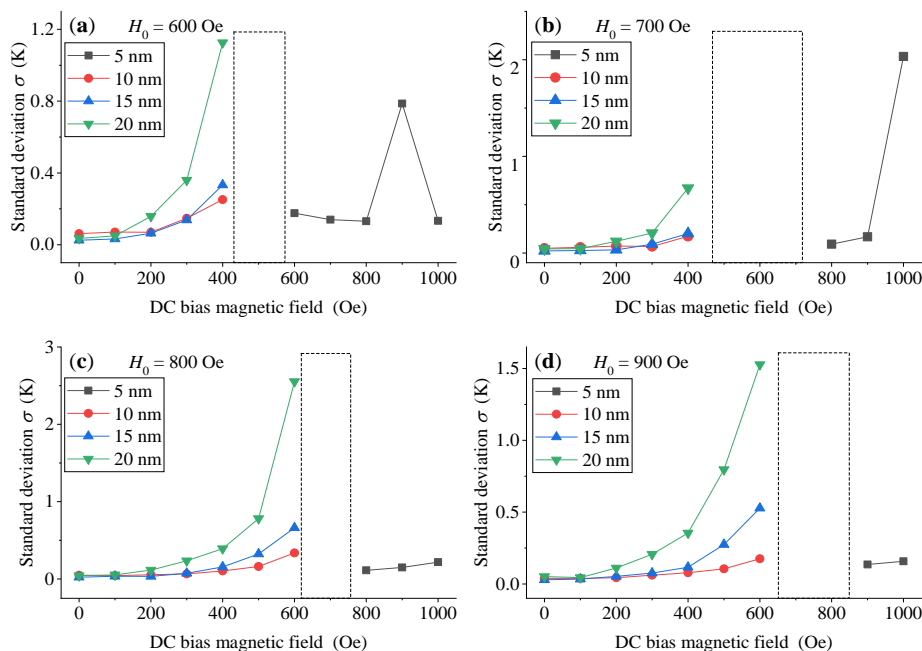 (a)
H0 = 600 Oe
5 nm
10 nm
15 nm
20 nm
Standard deviation σ (K)
1.2
0.8
0.4
0.0
0 200 400 600 800 1000
DC bias magnetic field (Oe)
(b)
H0 = 700 Oe
5 nm
10 nm
15 nm
20 nm
Standard deviation σ (K)
2
1
0
0 200 400 600 800 1000
DC bias magnetic field (Oe)
(c)
H0 = 800 Oe
5 nm
10 nm
15 nm
20 nm
Standard deviation σ (K)
3
2
1
0
0 200 400 600 800 1000
DC bias magnetic field (Oe)
(d)
H0 = 900 Oe
5 nm
10 nm
15 nm
20 nm
Standard deviation σ (K)
1.5
1.0
0.5
0.0
0 200 400 600 800 1000
DC bias magnetic field (Oe)